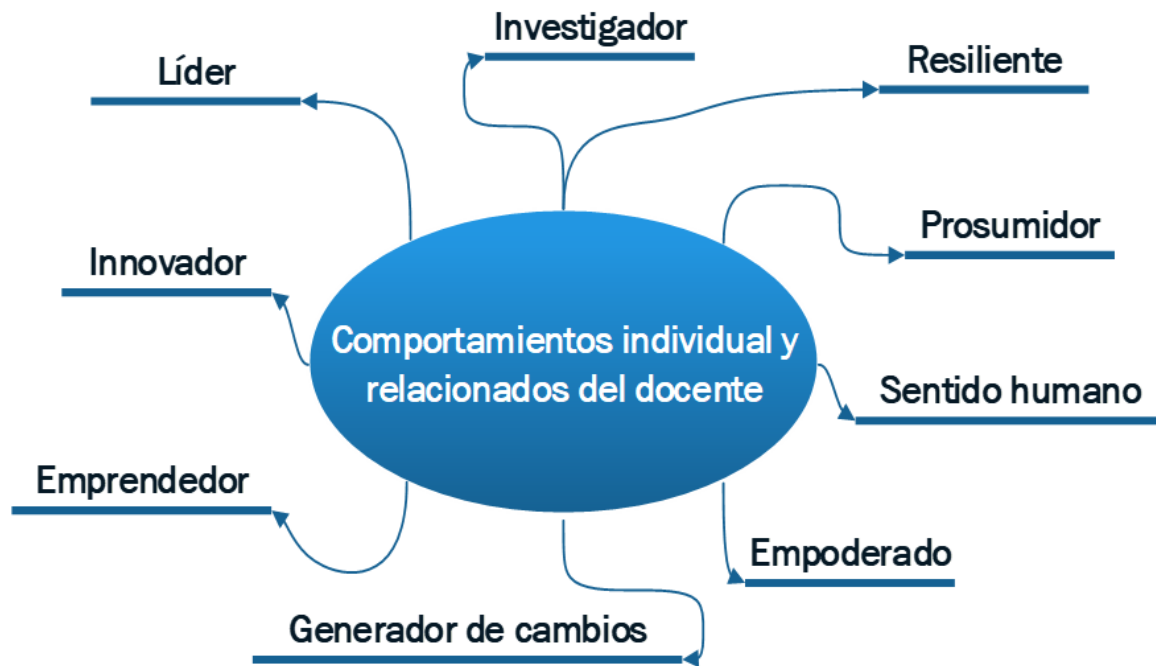 Investigador
Líder
Resiliente
Prosumidor
Innovador
Comportamientos individual y
relacionados del docente
Sentido humano
Emprendedor
Empoderado
Generador de cambios